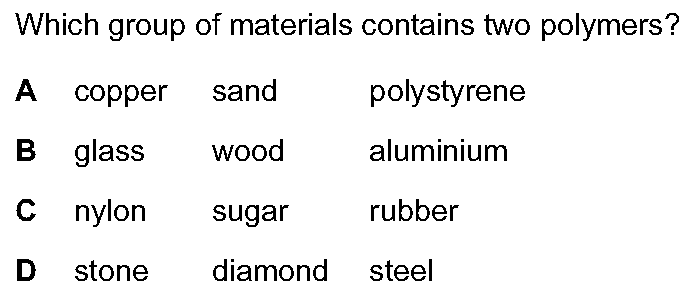 Which group of materials contains two polymers?
A copper sand polystyrene
B glass wood aluminium
C nylon sugar rubber
D stone diamond steel